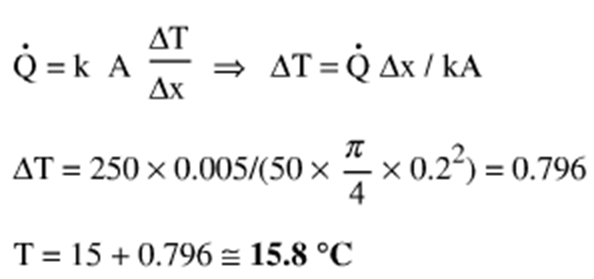 Q̇ = k A ΔT/Δx ⇒ ΔT = Q̇ Δx / kA
ΔT = 250 × 0.005/(50 × π/4 × 0.2²) = 0.796
T = 15 + 0.796 ≅ 15.8 °C